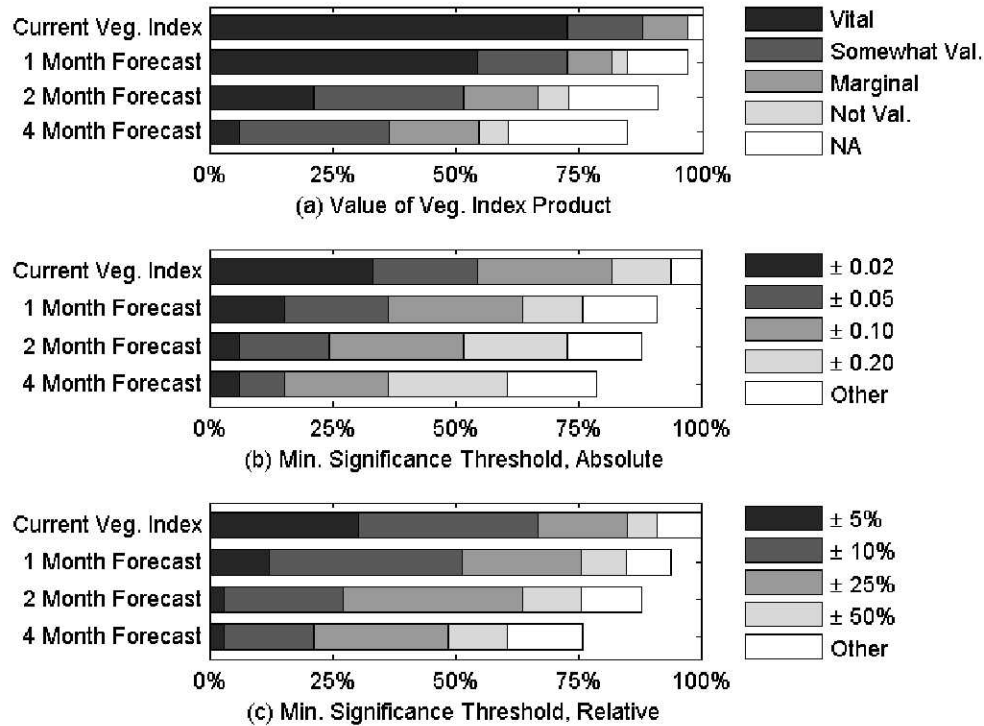 Current Veg. Index
1 Month Forecast
2 Month Forecast
4 Month Forecast
0% 25% 50% 75% 100%
(a) Value of Veg. Index Product
Vital
Somewhat Val.
Marginal
Not Val.
NA
Current Veg. Index
1 Month Forecast
2 Month Forecast
4 Month Forecast
0% 25% 50% 75% 100%
(b) Min. Significance Threshold, Absolute
± 0.02
± 0.05
± 0.10
± 0.20
Other
Current Veg. Index
1 Month Forecast
2 Month Forecast
4 Month Forecast
0% 25% 50% 75% 100%
(c) Min. Significance Threshold, Relative
± 5%
± 10%
± 25%
± 50%
Other